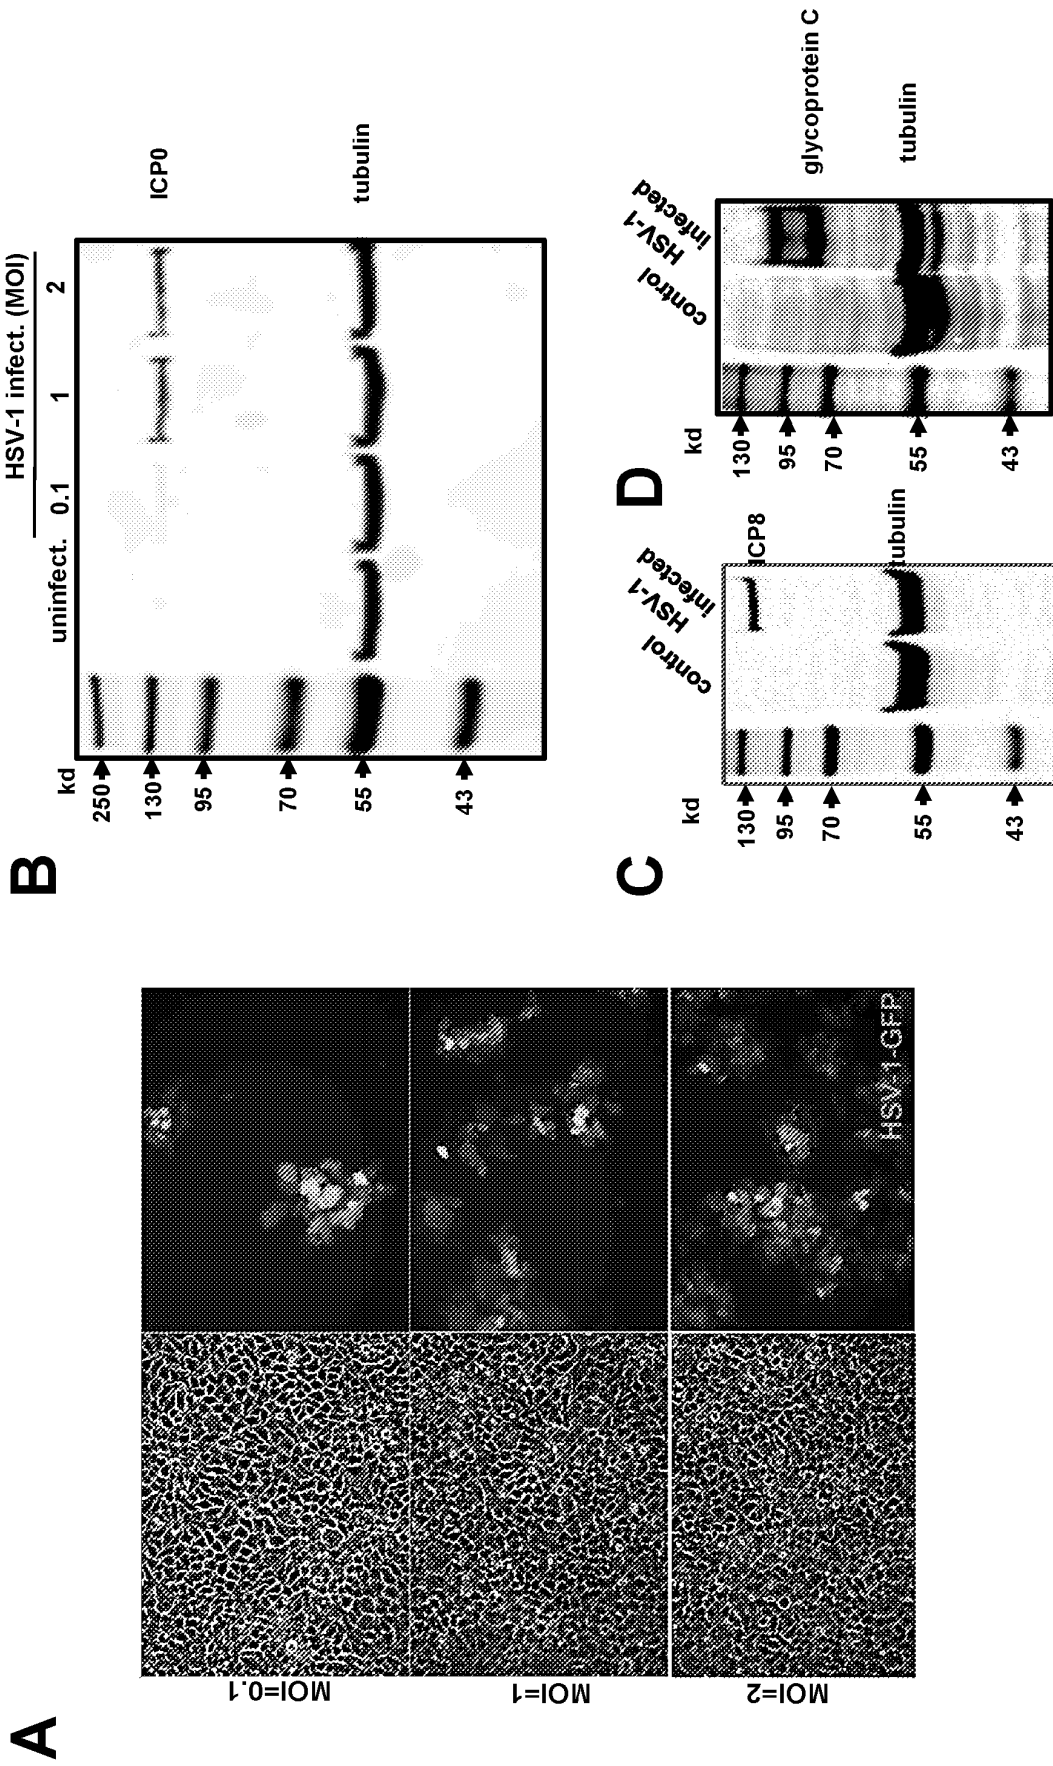 A
MOI=0.1
MOI=1
MOI=2
HSV-1-GFP
B
HSV-1 infect. (MOI)
uninfect.
0.1
1
2
kd
250
130
95
70
55
43
ICP0
tubulin
C
control
HSV-1
infected
kd
130
95
70
55
43
ICP8
tubulin
D
control
HSV-1
infected
kd
130
95
70
55
43
glycoprotein C
tubulin